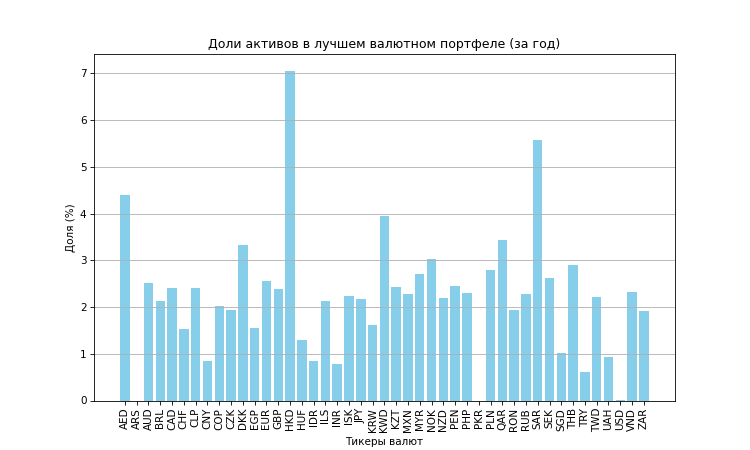 Доли активов в лучшем валютном портфеле (за год)
Доля (%)
7
6
5
4
3
2
1
0
AED ARS AUD BRL CAD CHF CLP CNY COP CZK DKK EGP EUR GBP HKD HUF IDR ILS INR ISK JPY KRW KWD KZT MXN MYR NOK NZD PEN PHP PKR PLN QAR RON RUB SAR SEK SGD THB TRY TWD UAH USD VND ZAR
Тикеры валют